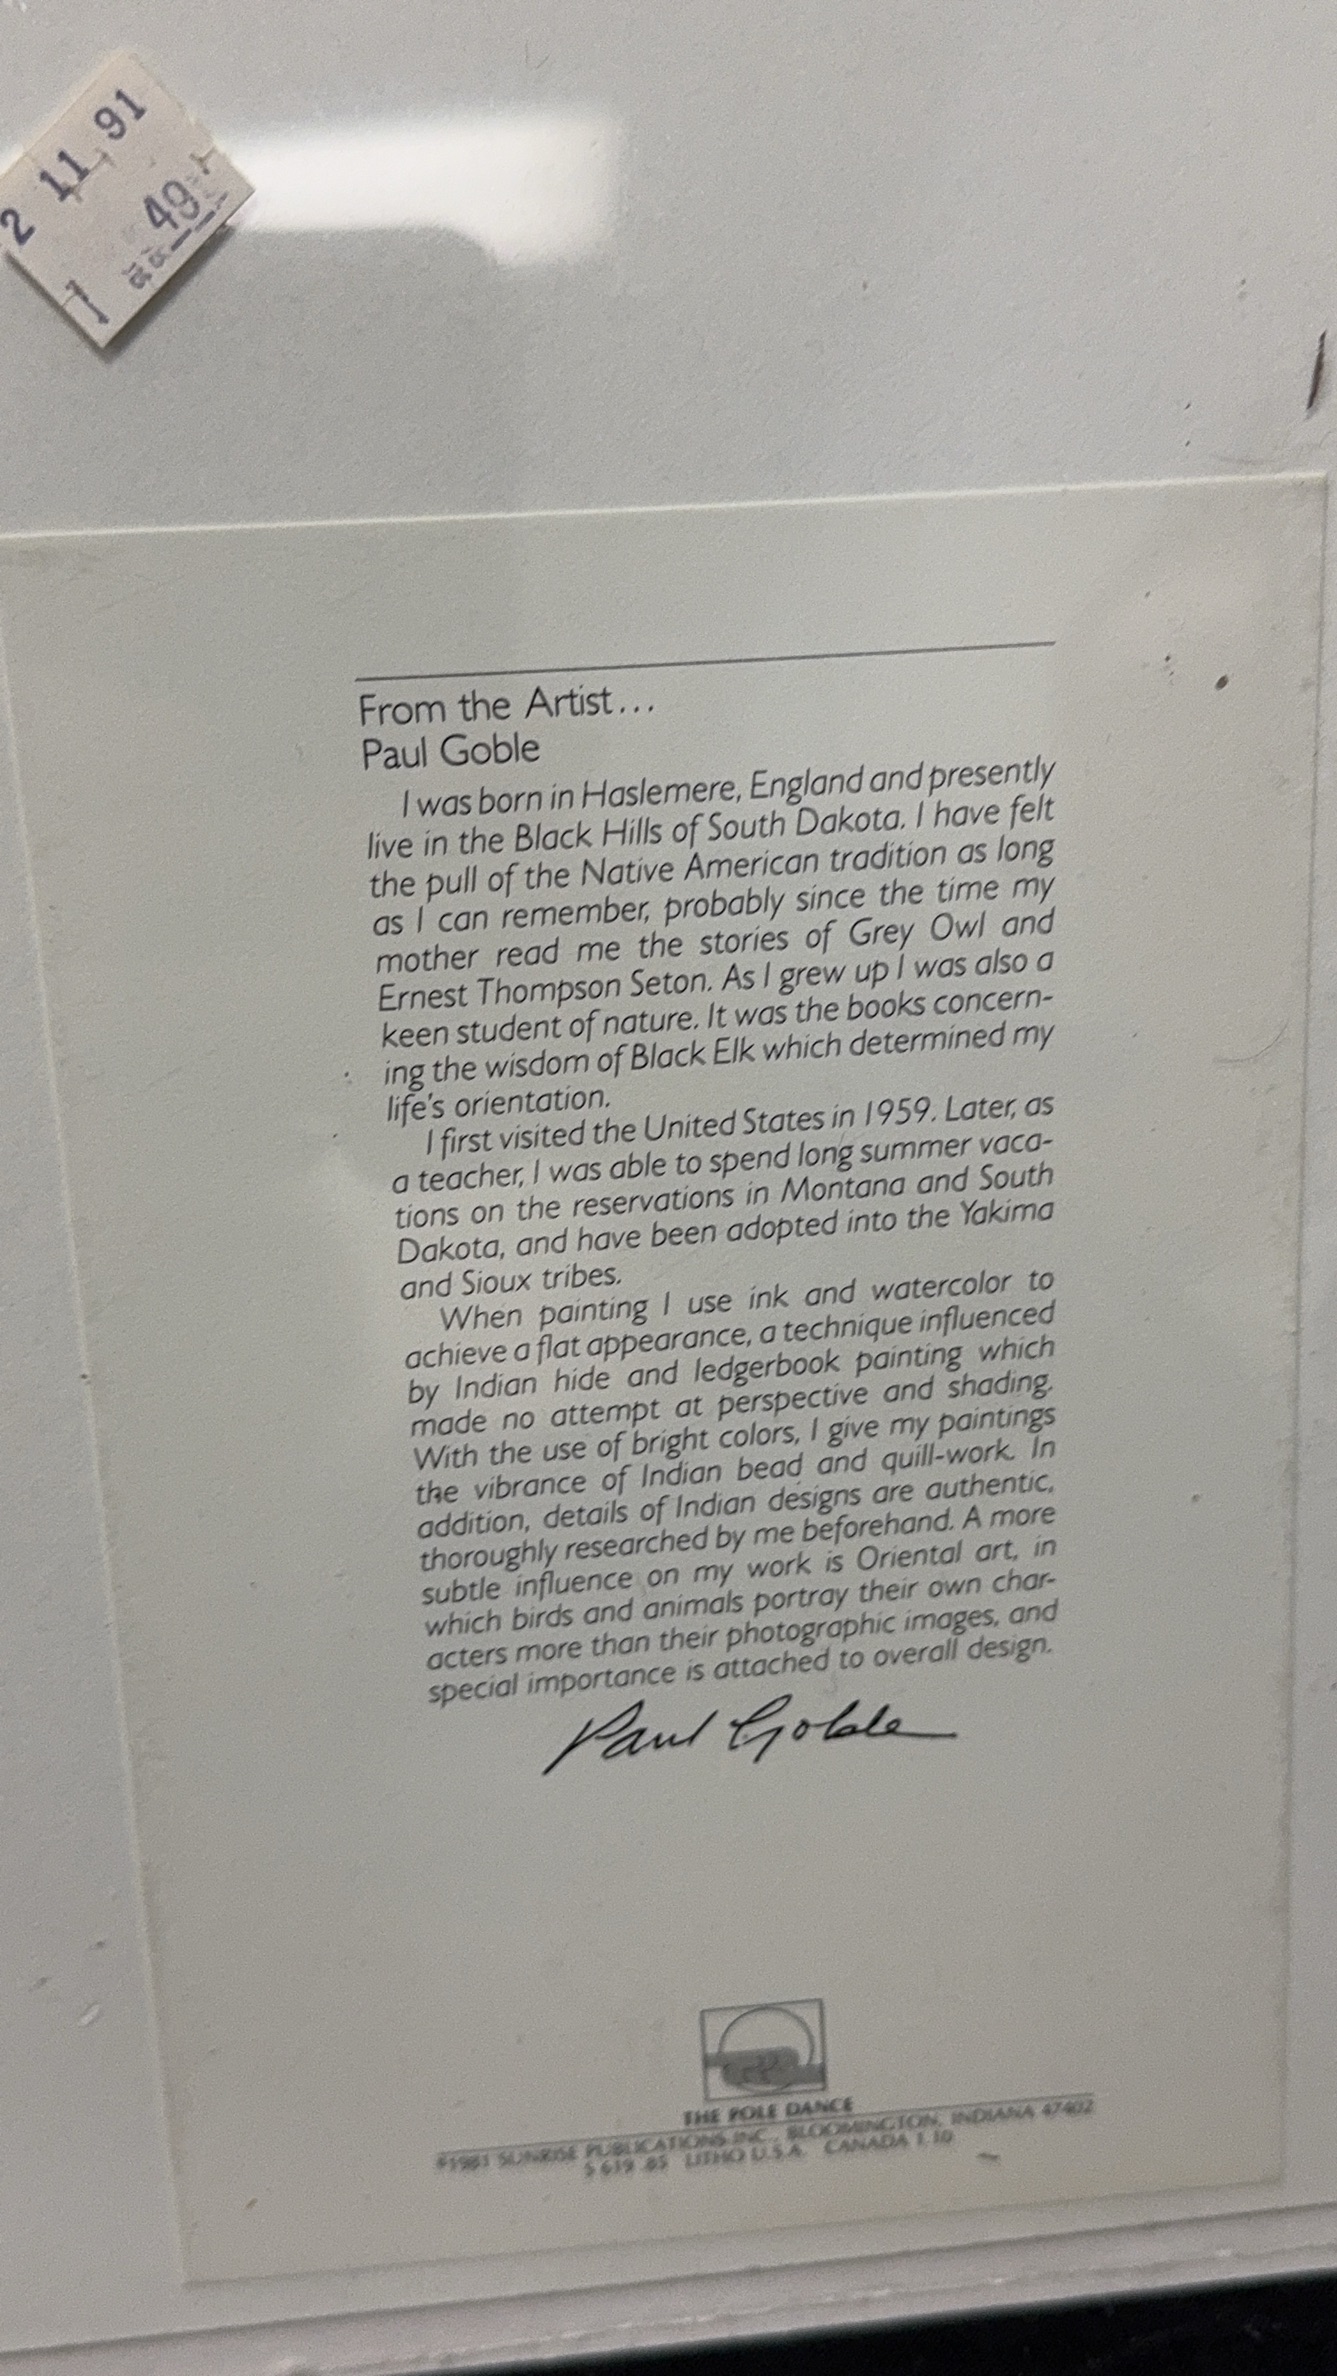 2 11 91
49
From the Artist...
Paul Goble
I was born in Haslemere, England and presently
live in the Black Hills of South Dakota. I have felt
the pull of the Native American tradition as long
as I can remember, probably since the time my
mother read me the stories of Grey Owl and
Ernest Thompson Seton. As I grew up I was also a
keen student of nature. It was the books concern-
ing the wisdom of Black Elk which determined my
life's orientation.
I first visited the United States in 1959. Later, as
a teacher, I was able to spend long summer vaca-
tions on the reservations in Montana and South
Dakota, and have been adopted into the Yakima
and Sioux tribes.
When painting I use ink and watercolor to
achieve a flat appearance, a technique influenced
by Indian hide and ledgerbook painting which
made no attempt at perspective and shading.
With the use of bright colors, I give my paintings
the vibrance of Indian bead and quill-work. In
addition, details of Indian designs are authentic,
thoroughly researched by me beforehand. A more
subtle influence on my work is Oriental art, in
which birds and animals portray their own char-
acters more than their photographic images, and
special importance is attached to overall design.
Paul Goble
THE POLE DANCE
©1981 SUNRISE PUBLICATIONS INC., BLOOMINGTON, INDIANA 47402
S 619 .85 LITHO U.S.A. CANADA 1.10